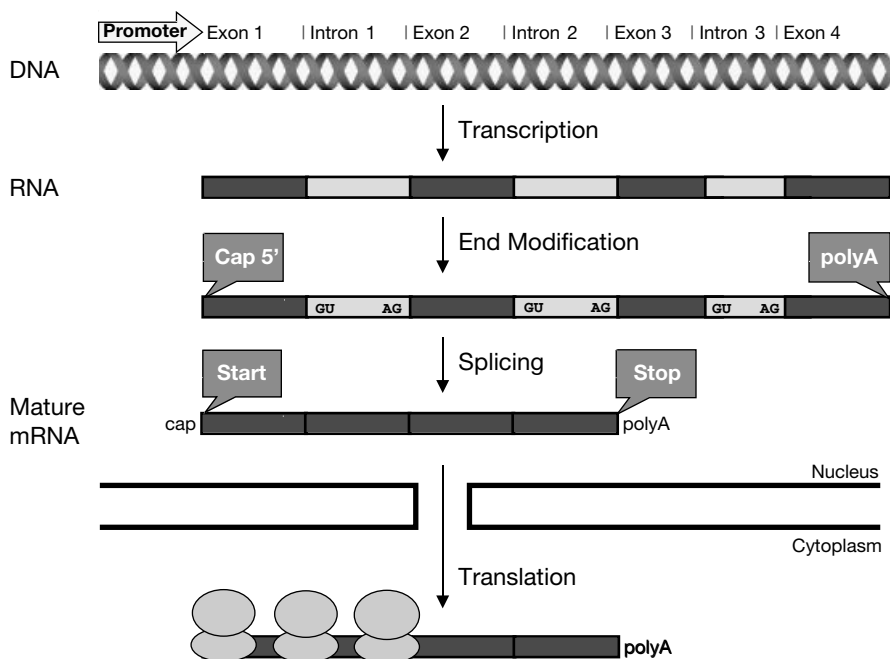 Promoter Exon 1 | Intron 1 | Exon 2 | Intron 2 | Exon 3 | Intron 3 | Exon 4
DNA
Transcription
RNA
End Modification
Cap 5’
polyA
GU AG GU AG GU AG
Splicing
Start
Stop
Mature
mRNA
cap
polyA
Nucleus
Cytoplasm
Translation
polyA